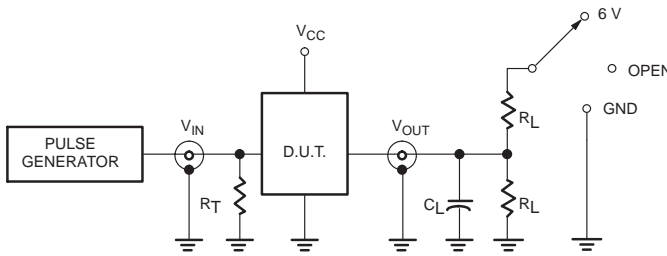 6 V
VCC
OPEN
RL
GND
VIN
VOUT
PULSE
GENERATOR
D.U.T.
RT
CL
RL